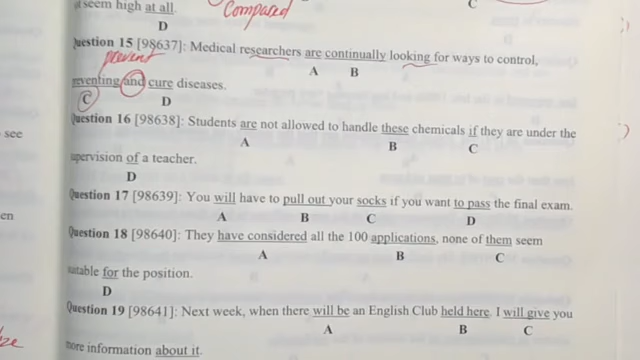 seem high at all.
Compared
C
D
Question 15 [98637]: Medical researchers are continually looking for ways to control,
prevent
A B
preventing and cure diseases.
C D
Question 16 [98638]: Students are not allowed to handle these chemicals if they are under the
see
A B C
supervision of a teacher.
D
Question 17 [98639]: You will have to pull out your socks if you want to pass the final exam.
en
A B C D
Question 18 [98640]: They have considered all the 100 applications, none of them seem
A B C
suitable for the position.
D
Question 19 [98641]: Next week, when there will be an English Club held here. I will give you
A B C
more information about it.